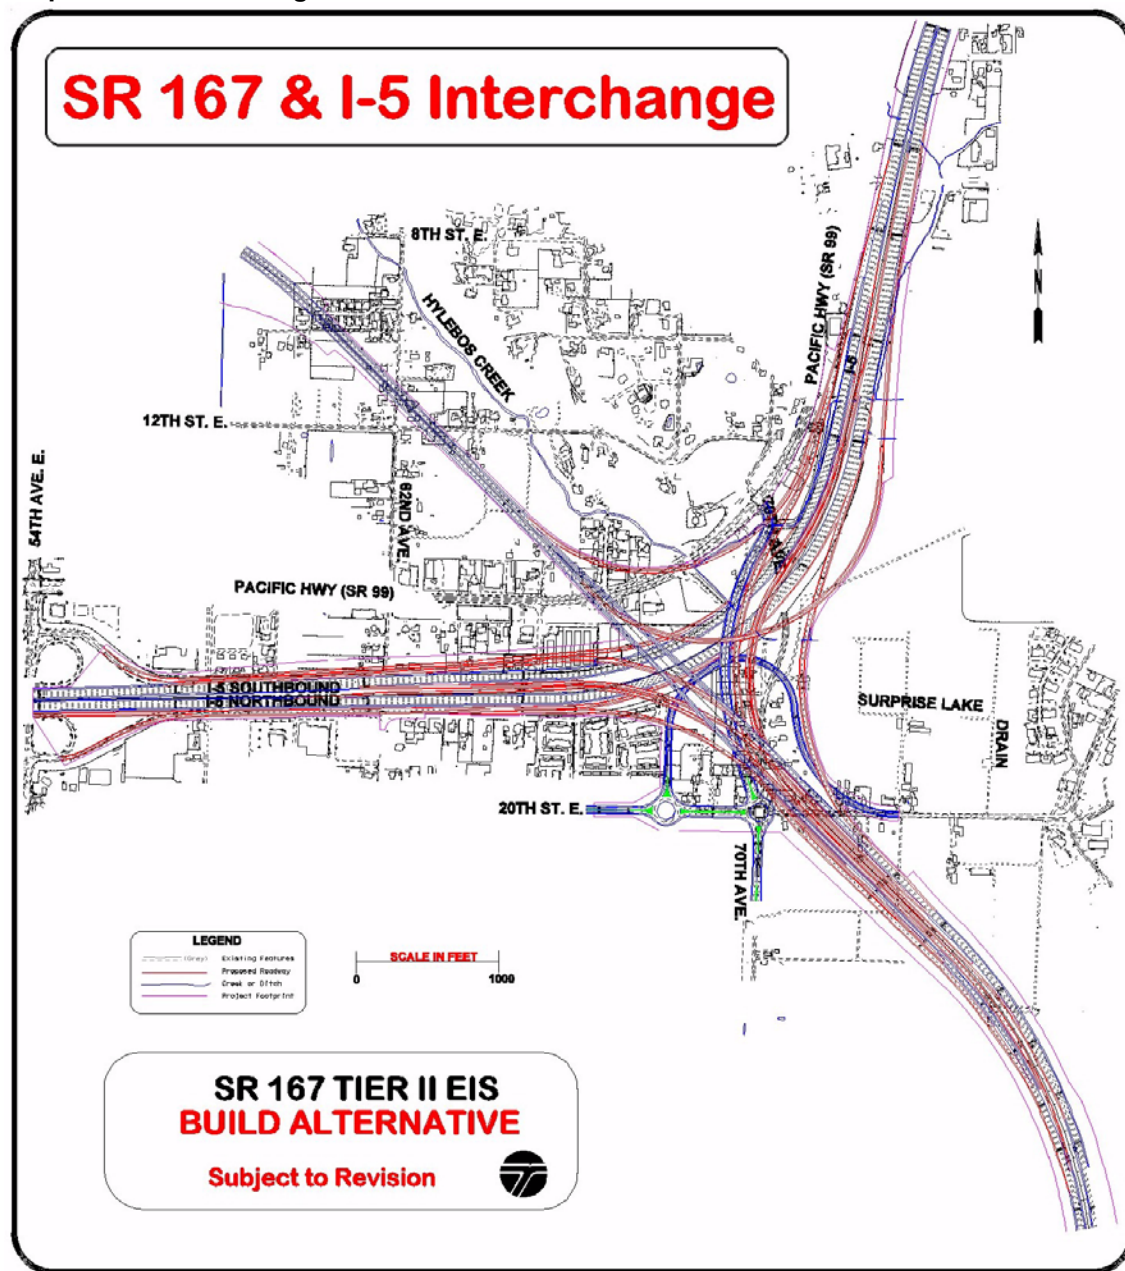 SR 167 & I-5 Interchange
8TH ST. E.
HYLEBOS CREEK
PACIFIC HWY (SR 99)
I-5
N
12TH ST. E.
54TH AVE. E.
62ND AVE.
70TH AVE.
PACIFIC HWY (SR 99)
I-5 SOUTHBOUND
I-5 NORTHBOUND
SURPRISE LAKE
DRAIN
20TH ST. E.
70TH AVE.
LEGEND
(Grey) Existing Features
Proposed Roadway
Creek or Ditch
Project Footprint
SCALE IN FEET
0 1000
SR 167 TIER II EIS
BUILD ALTERNATIVE
Subject to Revision